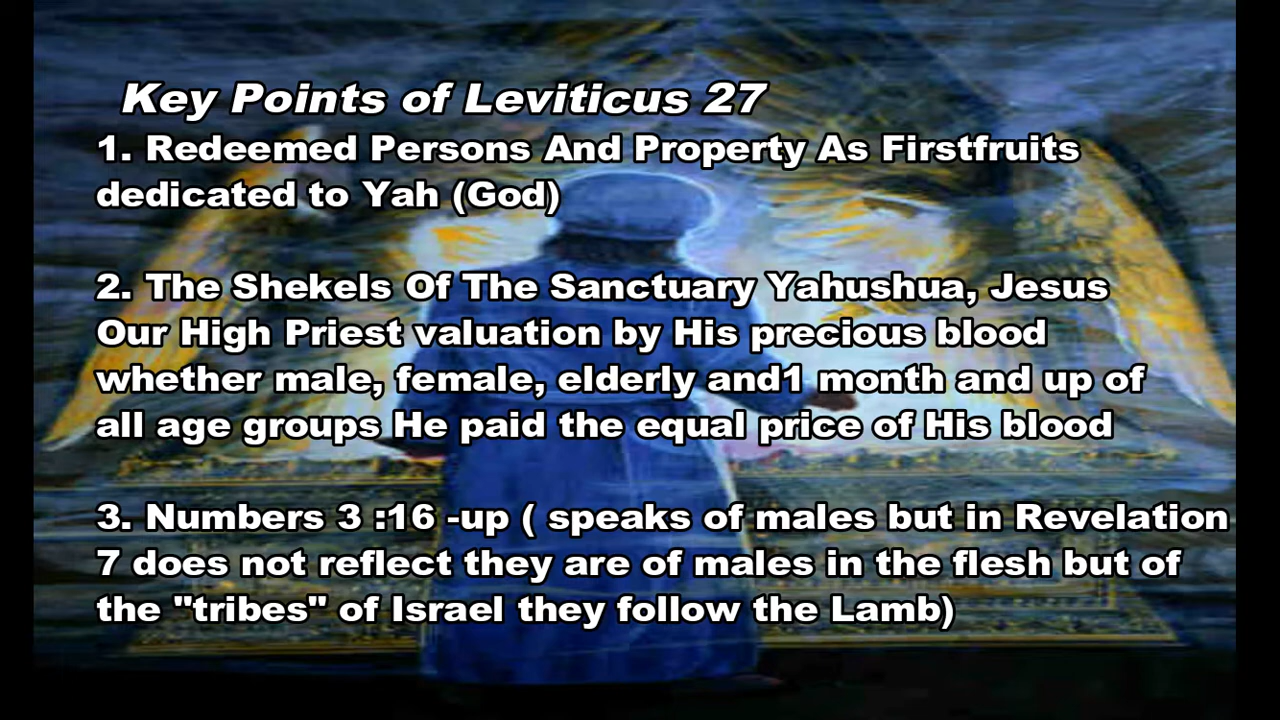 Key Points of Leviticus 27
1. Redeemed Persons And Property As Firstfruits
dedicated to Yah (God)
2. The Shekels Of The Sanctuary Yahushua, Jesus
Our High Priest valuation by His precious blood
whether male, female, elderly and1 month and up of
all age groups He paid the equal price of His blood
3. Numbers 3 :16 -up ( speaks of males but in Revelation
7 does not reflect they are of males in the flesh but of
the "tribes" of Israel they follow the Lamb)